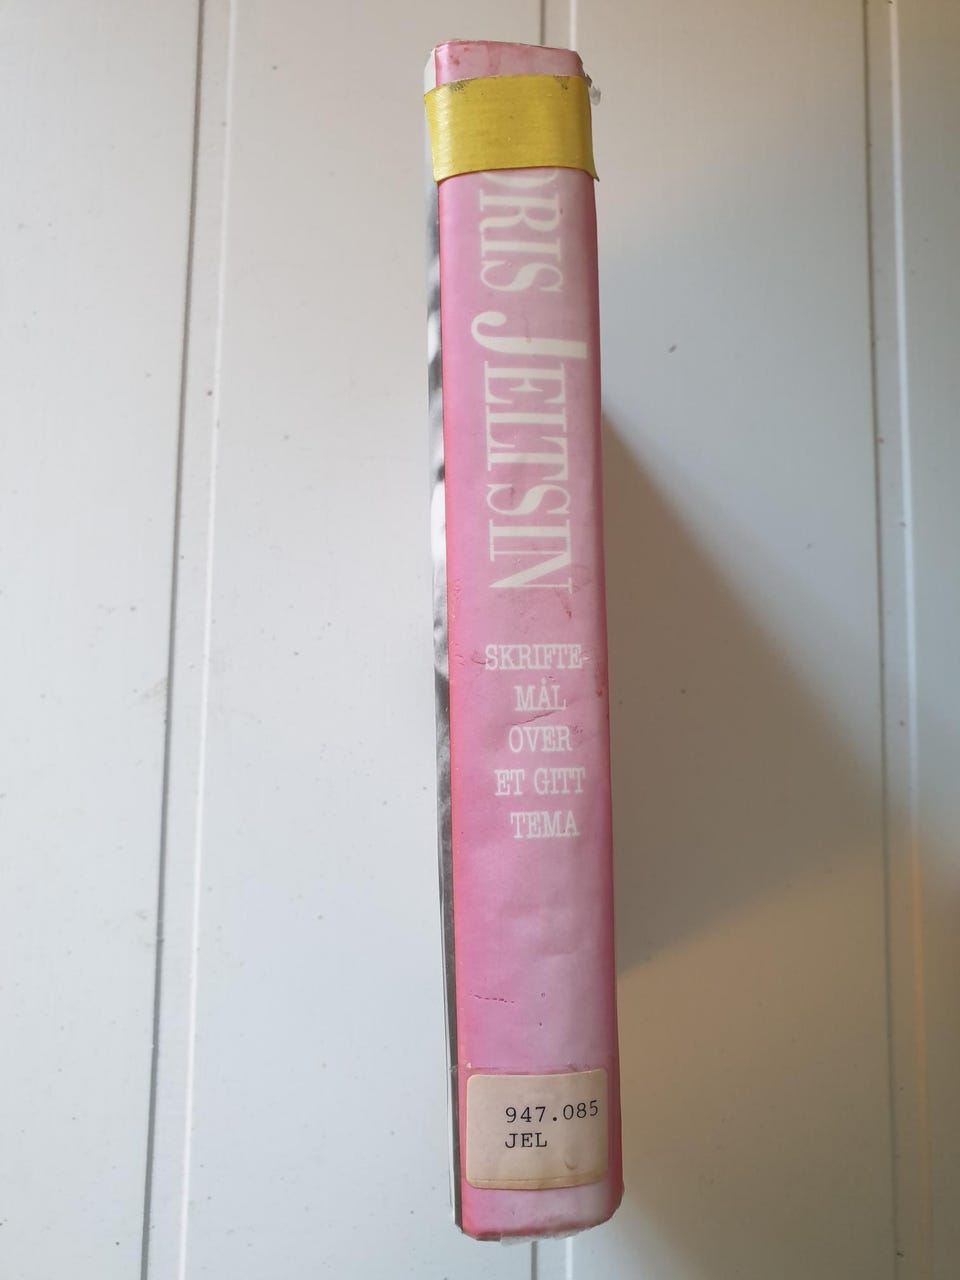 ORIS JELTSIN
SKRIFTE-
MÅL
OVER
ET GITT
TEMA
947.085
JEL